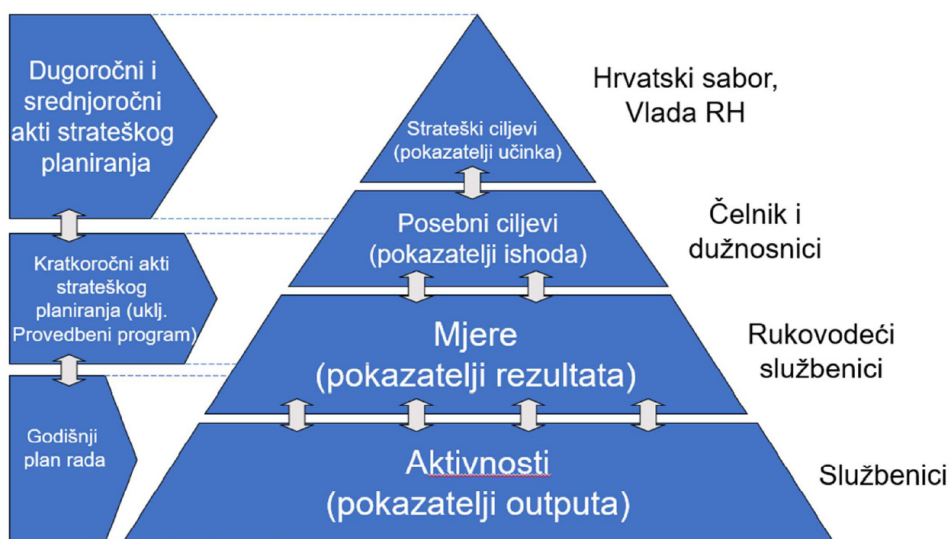 Dugoročni i
srednjoročni
akti strateškog
planiranja
Kratkoročni akti
strateškog
planiranja (uklj.
Provedbeni program)
Godišnji
plan rada
Strateški ciljevi
(pokazatelji učinka)
Posebni ciljevi
(pokazatelji ishoda)
Mjere
(pokazatelji rezultata)
Aktivnosti
(pokazatelji outputa)
Hrvatski sabor,
Vlada RH
Čelnik i
dužnosnici
Rukovodeći
službenici
Službenici